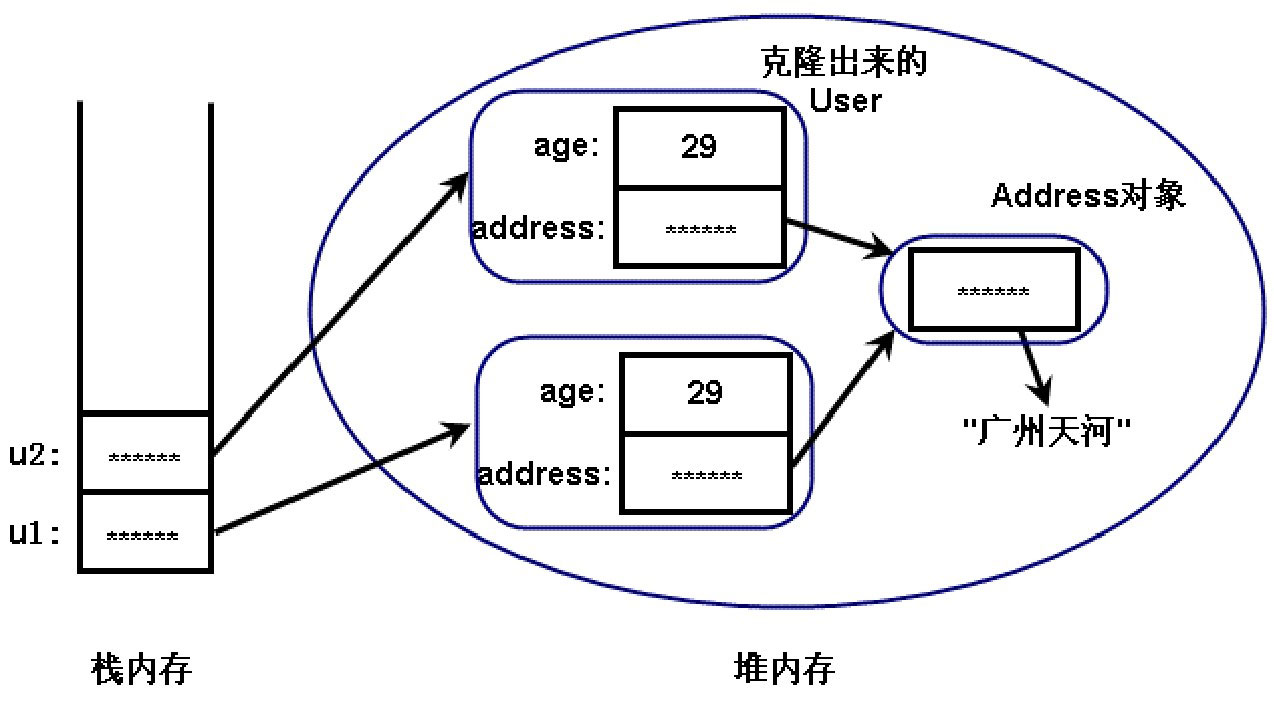 克隆出来的
User
age: 29
address: ******
Address对象
******
"广州天河"
age: 29
address: ******
u2: ******
u1: ******
栈内存
堆内存